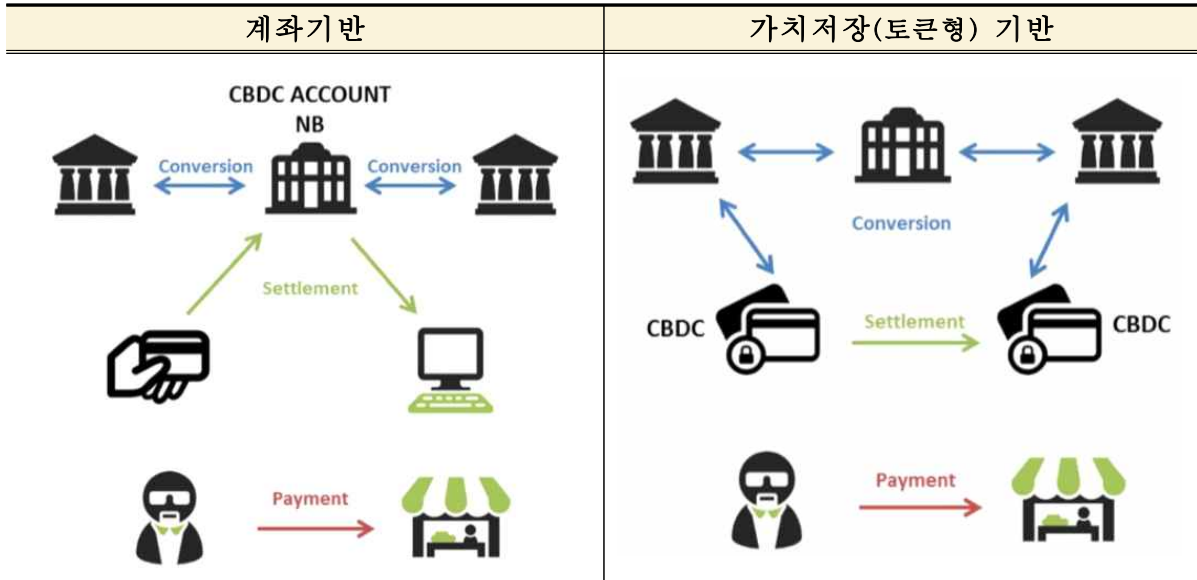 계좌기반
CBDC ACCOUNT
NB
Conversion
Conversion
Settlement
Payment
가치저장(토큰형) 기반
Conversion
CBDC
Settlement
CBDC
Payment